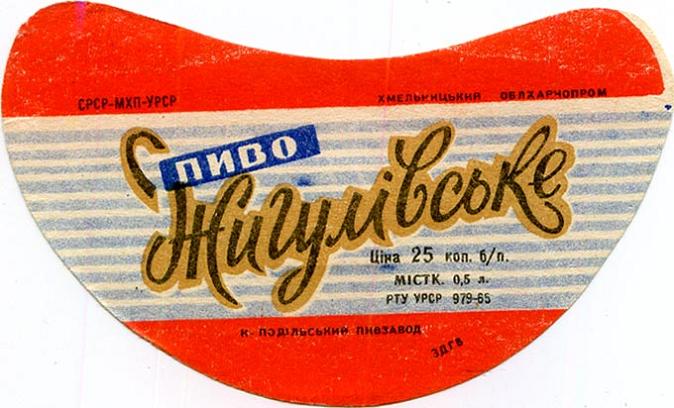 СРСР-МХП-УРСР ХМЕЛЬНИЦЬКИЙ ОБЛХАРЧОПРОМ
ПИВО
Жигулівське
Ціна 25 коп. б/п.
МІСТК. 0,5 л.
РТУ УРСР 979-65
К-ПОДІЛЬСЬКИЙ ПИВЗАВОД
ЗДГВ